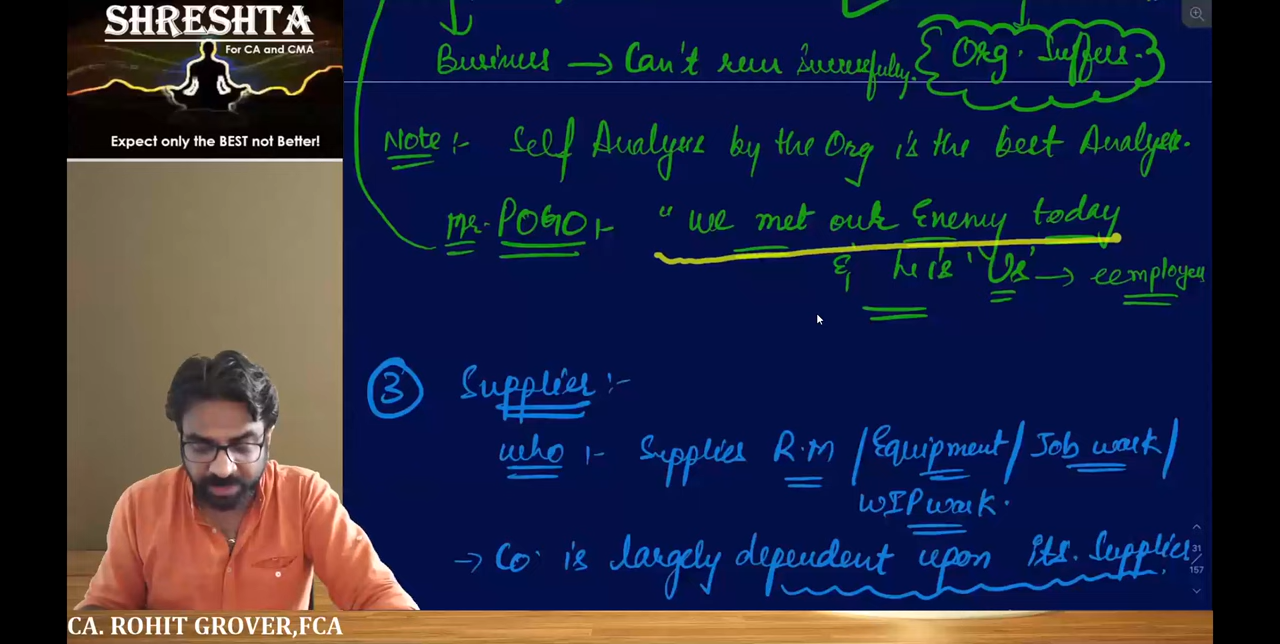 SHRESHTA
For CA and CMA
Expect only the BEST not Better!
Business → Can't run Successfully. Org. Suffers.
Note :- Self Analysis by the Org is the best Analysis.
Mr. POGO :- "We met our Enemy today
& he is 'Us' → employees
3 Supplier :-
who :- Supplies R.M / Equipment / Job work /
WIP work.
→ Co. is largely dependent upon its. Supplier
31
157
CA. ROHIT GROVER,FCA